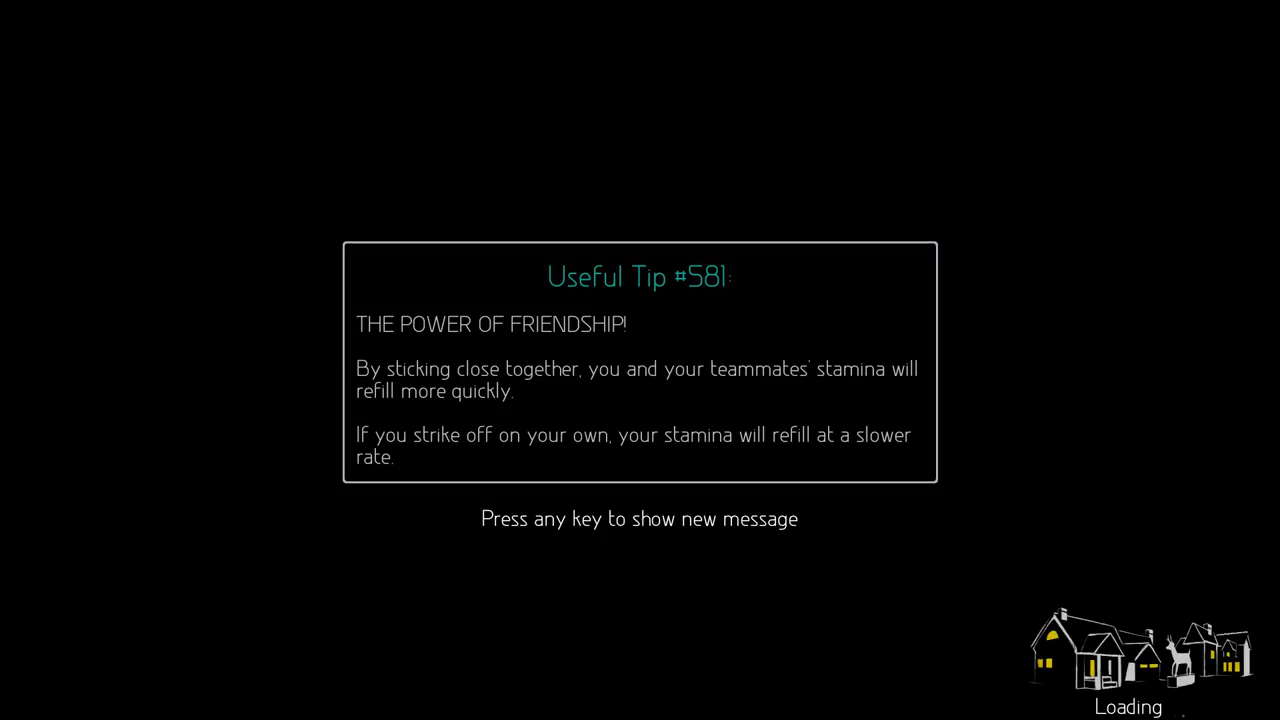 Useful Tip #581:
THE POWER OF FRIENDSHIP!
By sticking close together, you and your teammates' stamina will
refill more quickly.
If you strike off on your own, your stamina will refill at a slower
rate.
Press any key to show new message
Loading